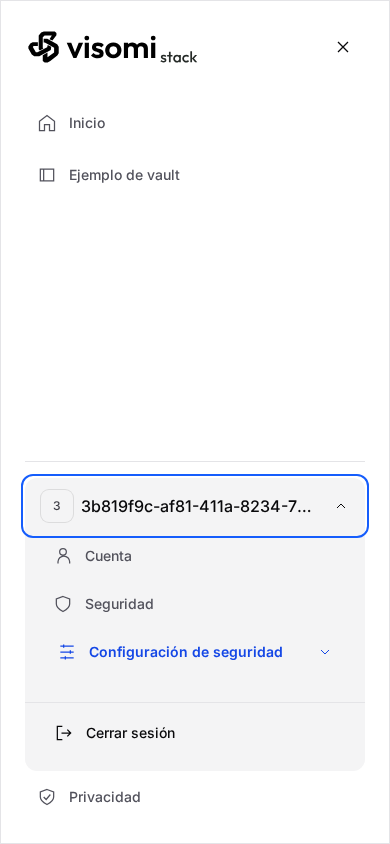 visomi stack
Inicio
Ejemplo de vault
3 3b819f9c-af81-411a-8234-7...
Cuenta
Seguridad
Configuración de seguridad
Cerrar sesión
Privacidad